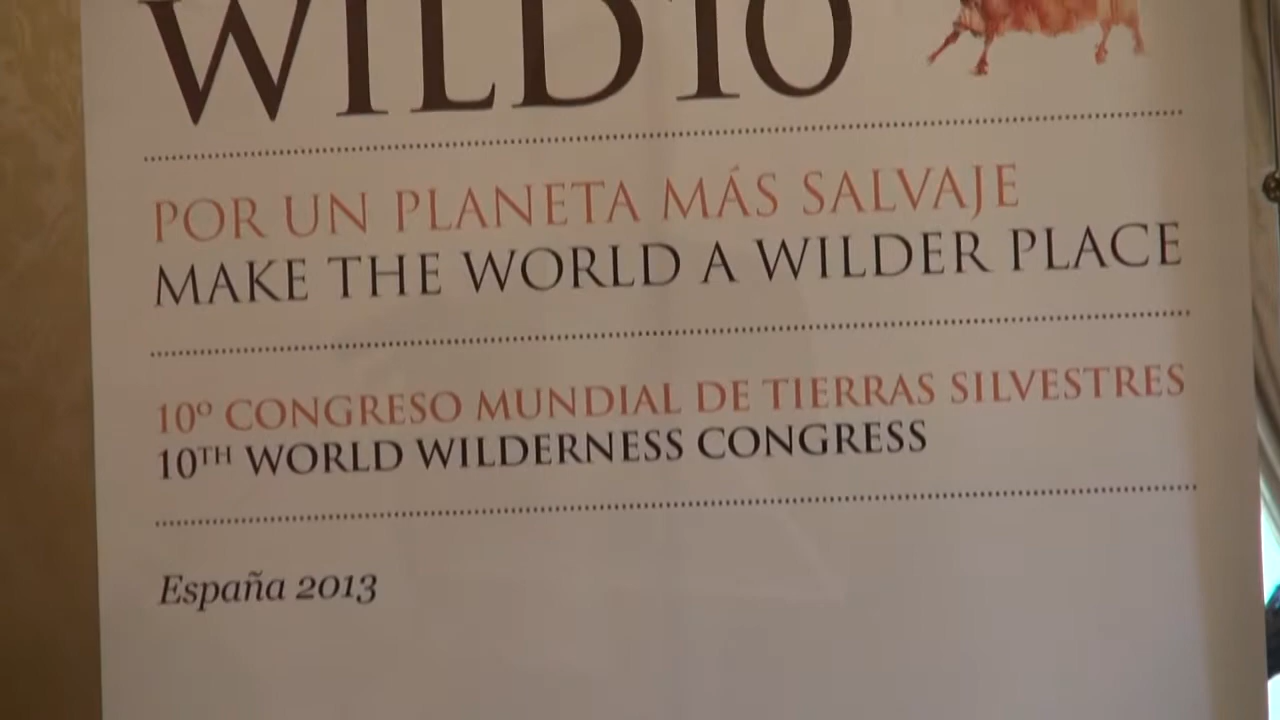 WILD10
POR UN PLANETA MÁS SALVAJE
MAKE THE WORLD A WILDER PLACE
10º CONGRESO MUNDIAL DE TIERRAS SILVESTRES
10TH WORLD WILDERNESS CONGRESS
España 2013